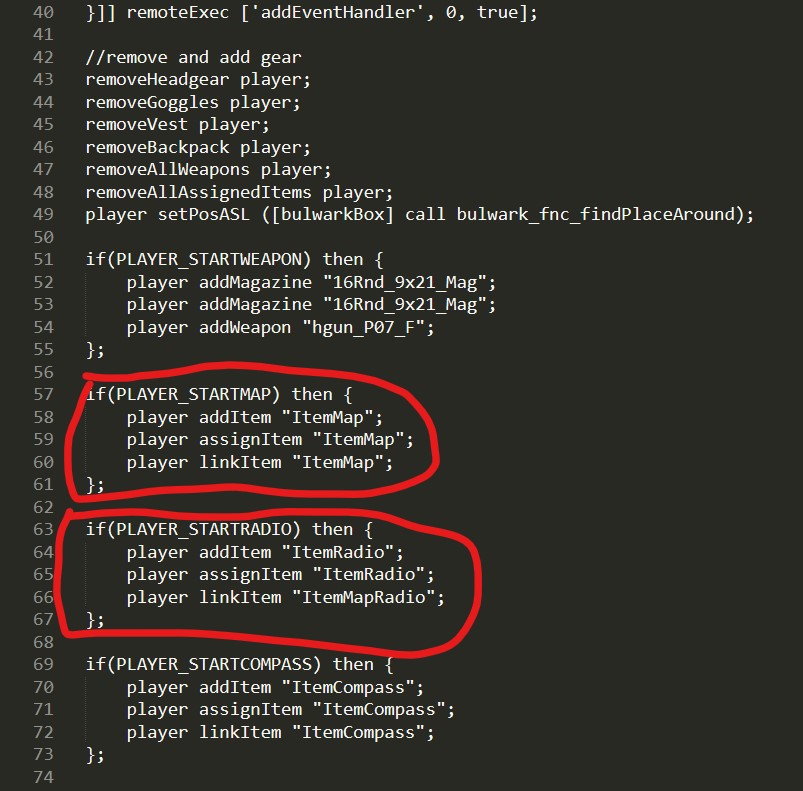 40 }]] remoteExec ['addEventHandler', 0, true];
41
42 //remove and add gear
43 removeHeadgear player;
44 removeGoggles player;
45 removeVest player;
46 removeBackpack player;
47 removeAllWeapons player;
48 removeAllAssignedItems player;
49 player setPosASL ([bulwarkBox] call bulwark_fnc_findPlaceAround);
50
51 if(PLAYER_STARTWEAPON) then {
52     player addMagazine "16Rnd_9x21_Mag";
53     player addMagazine "16Rnd_9x21_Mag";
54     player addWeapon "hgun_P07_F";
55 };
56
57 if(PLAYER_STARTMAP) then {
58     player addItem "ItemMap";
59     player assignItem "ItemMap";
60     player linkItem "ItemMap";
61 };
62
63 if(PLAYER_STARTRADIO) then {
64     player addItem "ItemRadio";
65     player assignItem "ItemRadio";
66     player linkItem "ItemMapRadio";
67 };
68
69 if(PLAYER_STARTCOMPASS) then {
70     player addItem "ItemCompass";
71     player assignItem "ItemCompass";
72     player linkItem "ItemCompass";
73 };
74